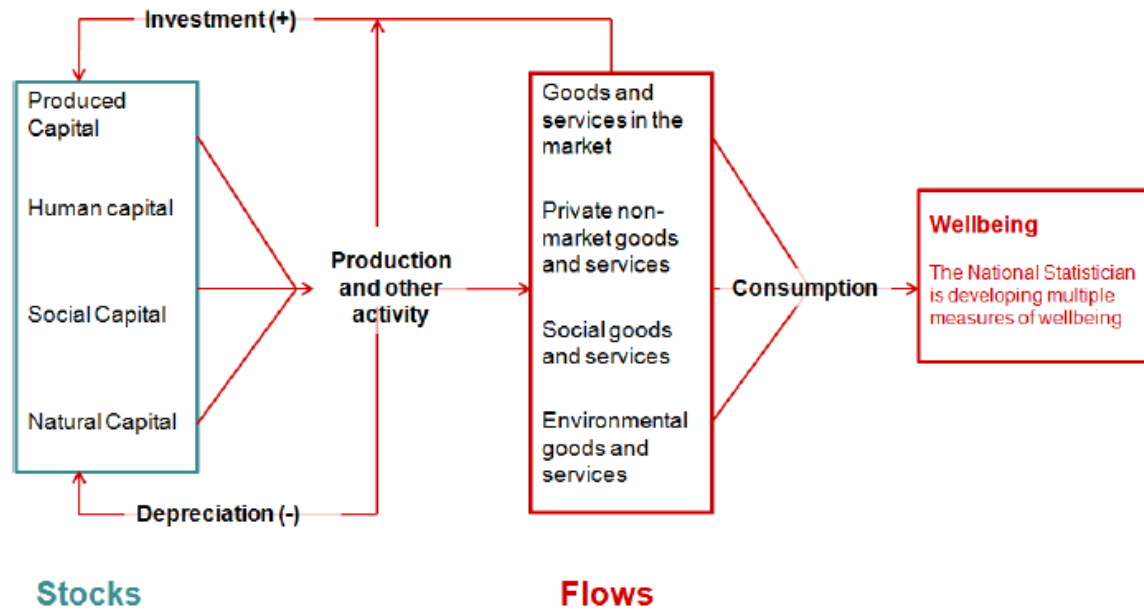 Investment (+)
Produced
Capital
Human capital
Social Capital
Natural Capital
Depreciation (-)
Production
and other
activity
Goods and
services in the
market
Private non-
market goods
and services
Social goods
and services
Environmental
goods and
services
Consumption
Wellbeing
The National Statistician
is developing multiple
measures of wellbeing
Stocks
Flows